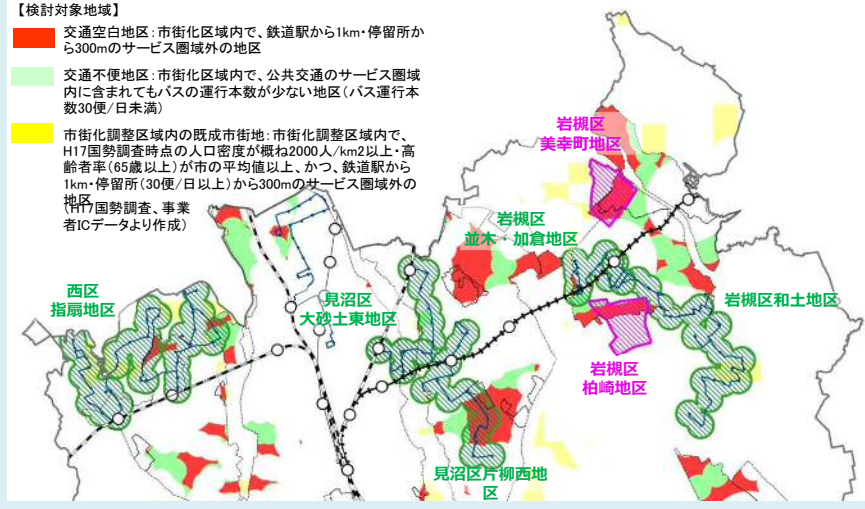 【検討対象地域】
交通空白地区：市街化区域内で、鉄道駅から1km・停留所か
ら300mのサービス圏域外の地区
交通不便地区：市街化区域内で、公共交通のサービス圏域
内に含まれてもバスの運行本数が少ない地区（バス運行本
数30便/日未満）
市街化調整区域内の既成市街地：市街化調整区域内で、
H17国勢調査時点の人口密度が概ね2000人/km2以上・高
齢者率（65歳以上）が市の平均値以上、かつ、鉄道駅から
1km・停留所（30便/日以上）から300mのサービス圏域外の
地区
（H17国勢調査、事業
者ICデータより作成）
岩槻区
美幸町地区
岩槻区
並木・加倉地区
西区
指扇地区
見沼区
大砂土東地区
岩槻区和土地区
岩槻区
柏崎地区
見沼区片柳西地
区